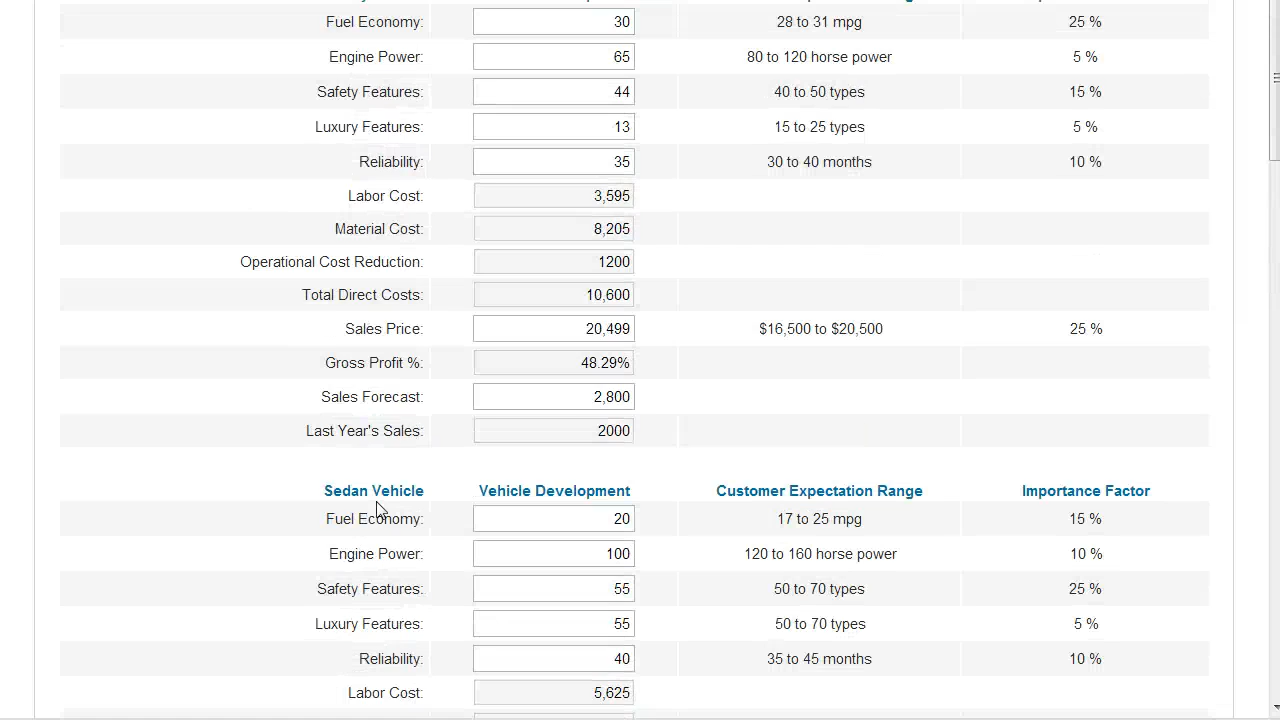 Fuel Economy: 30 28 to 31 mpg 25 %
Engine Power: 65 80 to 120 horse power 5 %
Safety Features: 44 40 to 50 types 15 %
Luxury Features: 13 15 to 25 types 5 %
Reliability: 35 30 to 40 months 10 %
Labor Cost: 3,595
Material Cost: 8,205
Operational Cost Reduction: 1200
Total Direct Costs: 10,600
Sales Price: 20,499 $16,500 to $20,500 25 %
Gross Profit %: 48.29%
Sales Forecast: 2,800
Last Year's Sales: 2000
Sedan Vehicle Vehicle Development Customer Expectation Range Importance Factor
Fuel Economy: 20 17 to 25 mpg 15 %
Engine Power: 100 120 to 160 horse power 10 %
Safety Features: 55 50 to 70 types 25 %
Luxury Features: 55 50 to 70 types 5 %
Reliability: 40 35 to 45 months 10 %
Labor Cost: 5,625